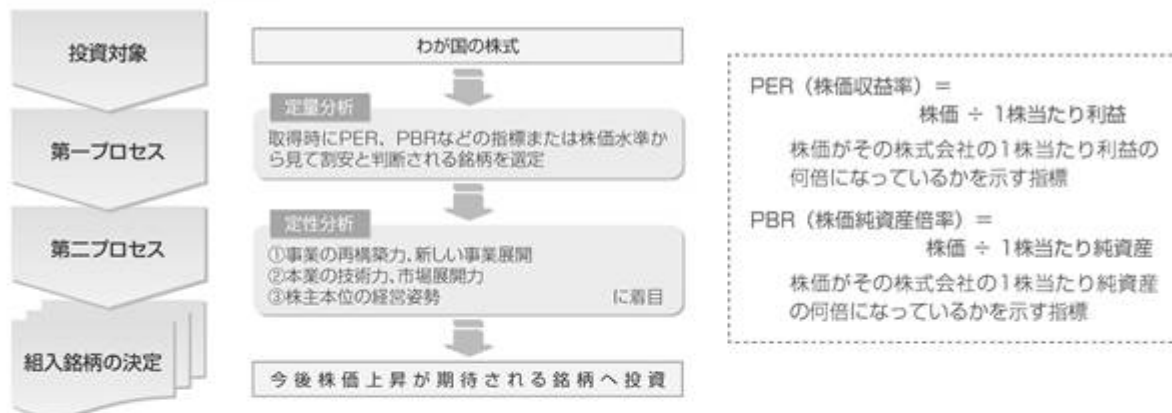 投資対象
わが国の株式
第一プロセス
定量分析
取得時にPER、PBRなどの指標または株価水準か
ら見て割安と判断される銘柄を選定
第二プロセス
定性分析
①事業の再構築力、新しい事業展開
②本業の技術力、市場展開力
③株主本位の経営姿勢 に着目
組入銘柄の決定
今後株価上昇が期待される銘柄へ投資
PER(株価収益率)=
株価 ÷ 1株当たり利益
株価がその株式会社の1株当たり利益の
何倍になっているかを示す指標
PBR(株価純資産倍率)=
株価 ÷ 1株当たり純資産
株価がその株式会社の1株当たり純資産
の何倍になっているかを示す指標